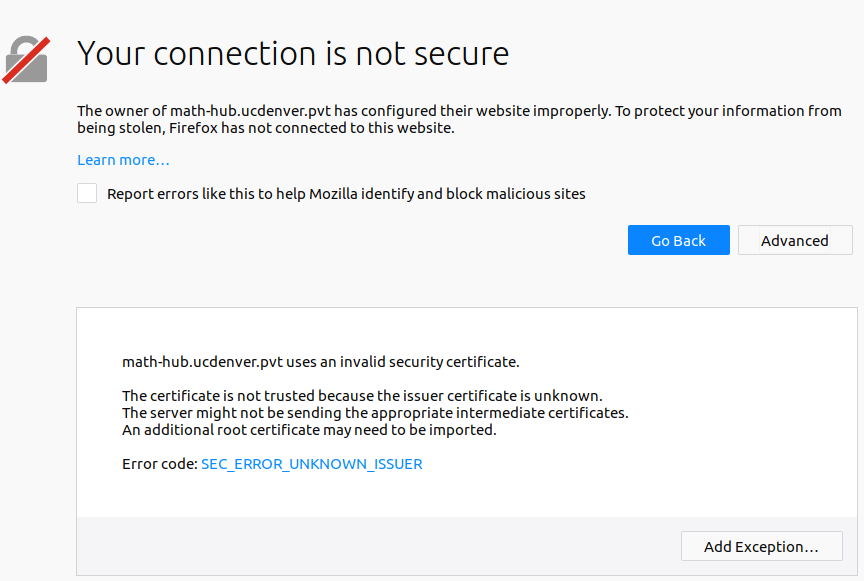 Your connection is not secure
The owner of math-hub.ucdenver.pvt has configured their website improperly. To protect your information from
being stolen, Firefox has not connected to this website.
Learn more…
Report errors like this to help Mozilla identify and block malicious sites
Go Back
Advanced
math-hub.ucdenver.pvt uses an invalid security certificate.
The certificate is not trusted because the issuer certificate is unknown.
The server might not be sending the appropriate intermediate certificates.
An additional root certificate may need to be imported.
Error code: SEC_ERROR_UNKNOWN_ISSUER
Add Exception…